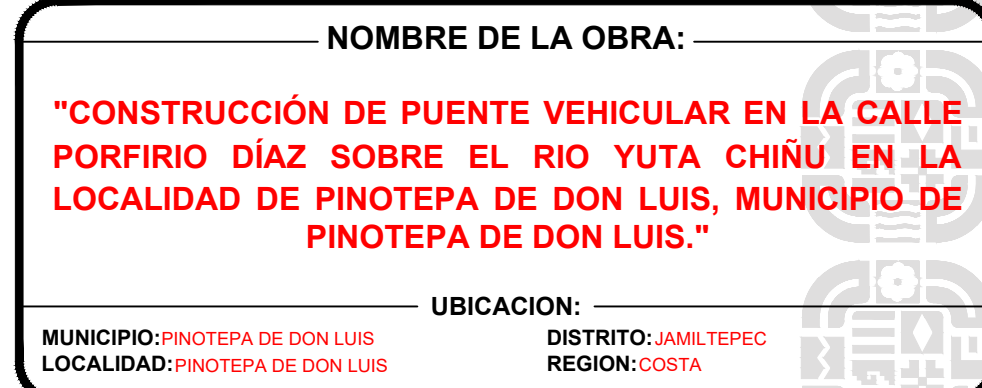 NOMBRE DE LA OBRA:
"CONSTRUCCIÓN DE PUENTE VEHICULAR EN LA CALLE
PORFIRIO DÍAZ SOBRE EL RIO YUTA CHIÑU EN LA
LOCALIDAD DE PINOTEPA DE DON LUIS, MUNICIPIO DE
PINOTEPA DE DON LUIS."
UBICACION:
MUNICIPIO: PINOTEPA DE DON LUIS
LOCALIDAD: PINOTEPA DE DON LUIS
DISTRITO: JAMILTEPEC
REGION: COSTA